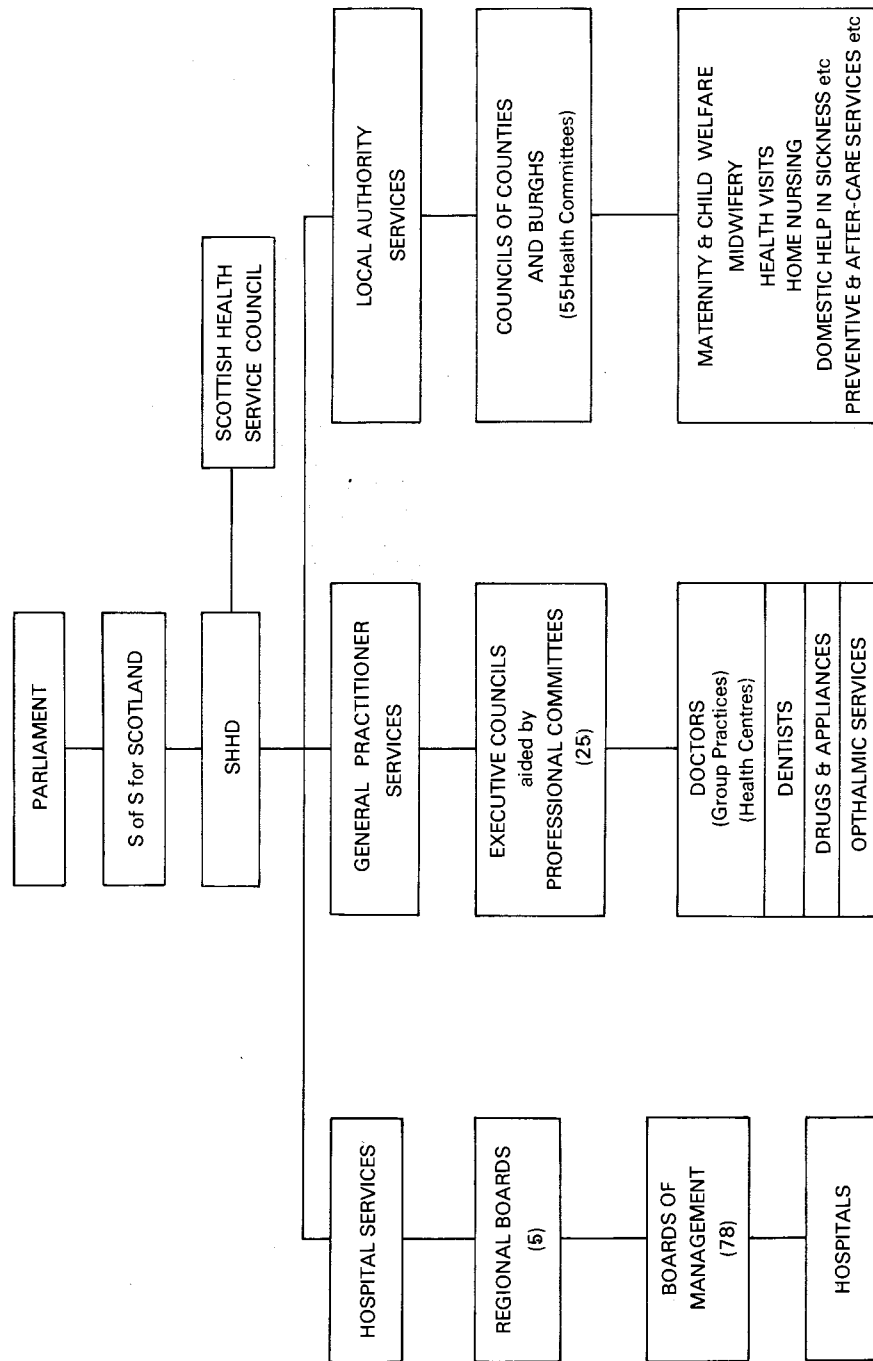 PARLIAMENT
S of S for SCOTLAND
SHHD
SCOTTISH HEALTH
SERVICE COUNCIL
HOSPITAL SERVICES
REGIONAL BOARDS
(5)
BOARDS OF
MANAGEMENT
(78)
HOSPITALS
GENERAL PRACTITIONER
SERVICES
EXECUTIVE COUNCILS
aided by
PROFESSIONAL COMMITTEES
(25)
DOCTORS
(Group Practices)
(Health Centres)
DENTISTS
DRUGS & APPLIANCES
OPTHALMIC SERVICES
LOCAL AUTHORITY
SERVICES
COUNCILS OF COUNTIES
AND BURGHS
(55Health Committees)
MATERNITY & CHILD WELFARE
MIDWIFERY
HEALTH VISITS
HOME NURSING
DOMESTIC HELP IN SICKNESS etc
PREVENTIVE & AFTER-CARE SERVICES etc